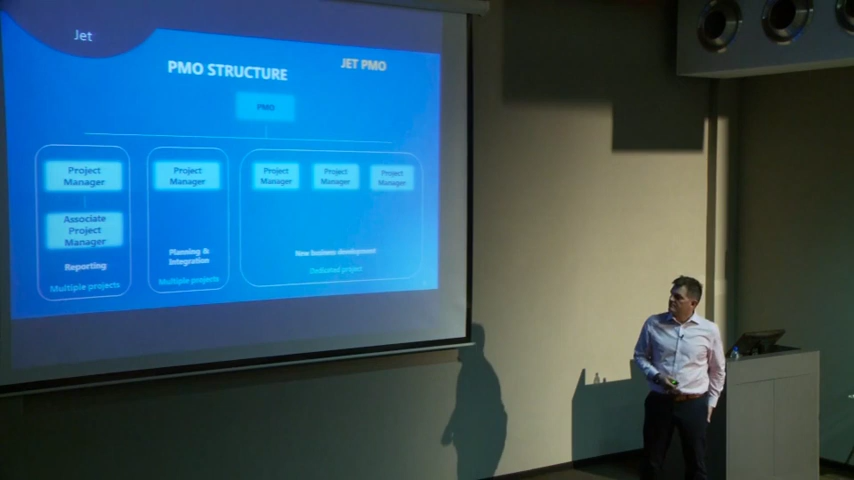 Jet
PMO STRUCTURE
JET PMO
PMO
Project
Manager
Project
Manager
Project
Manager
Project
Manager
Project
Manager
Associate
Project
Manager
Reporting
Multiple projects
Planning &
Integration
Multiple projects
New business development
Dedicated project